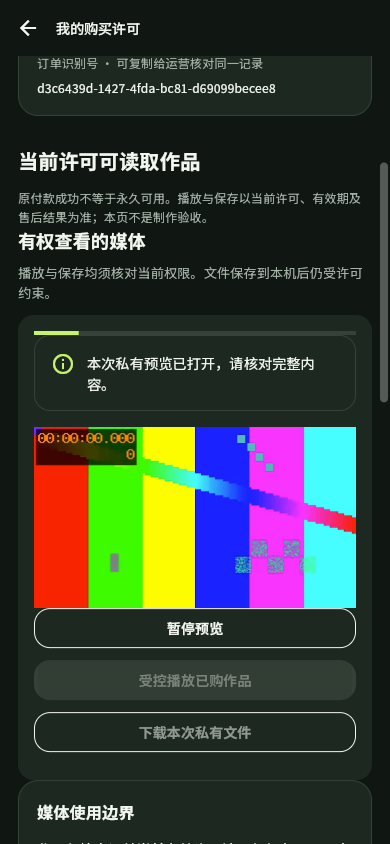 我的购买许可
订单识别号 · 可复制给运营核对同一记录
d3c6439d-1427-4fda-bc81-d69099becee8
当前许可可读取作品
原付款成功不等于永久可用。播放与保存以当前许可、有效期及
售后结果为准；本页不是制作验收。
有权查看的媒体
播放与保存均须核对当前权限。文件保存到本机后仍受许可
约束。
本次私有预览已打开，请核对完整内
容。
00:00:00.000
0
暂停预览
受控播放已购作品
下载本次私有文件
媒体使用边界